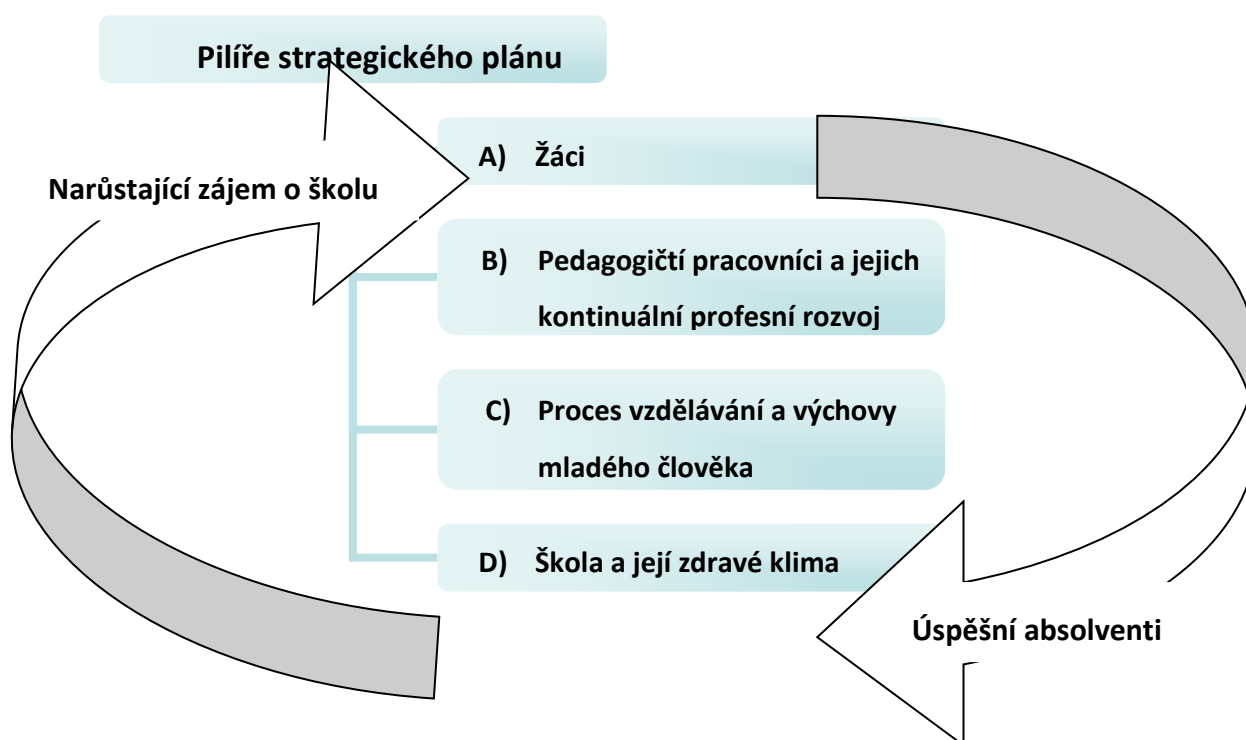 Pilíře strategického plánu
A) Žáci
Narůstající zájem o školu
B) Pedagogičtí pracovníci a jejich
kontinuální profesní rozvoj
C) Proces vzdělávání a výchovy
mladého člověka
D) Škola a její zdravé klima
Úspěšní absolventi